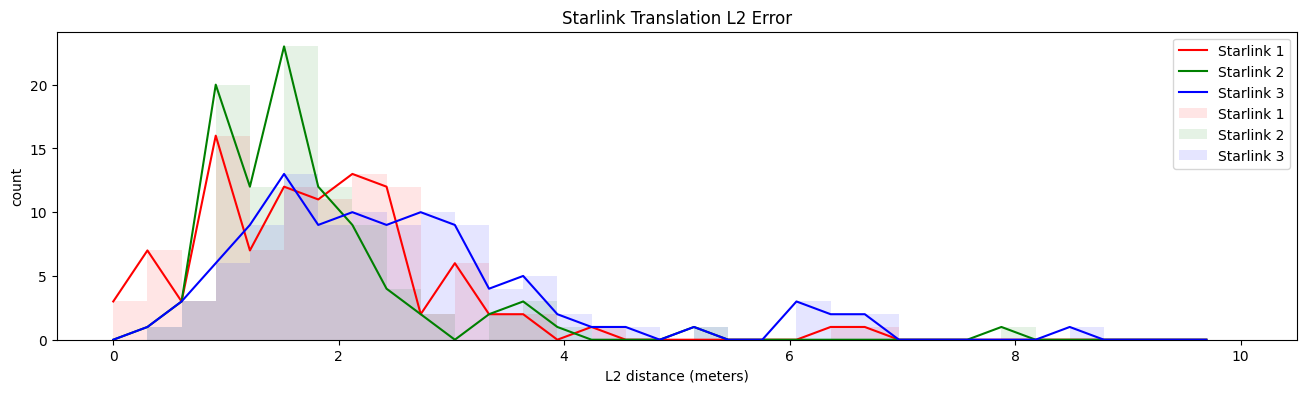 Starlink Translation L2 Error
Starlink 1
Starlink 2
Starlink 3
Starlink 1
Starlink 2
Starlink 3
count
20
15
10
5
0
0 2 4 6 8 10
L2 distance (meters)